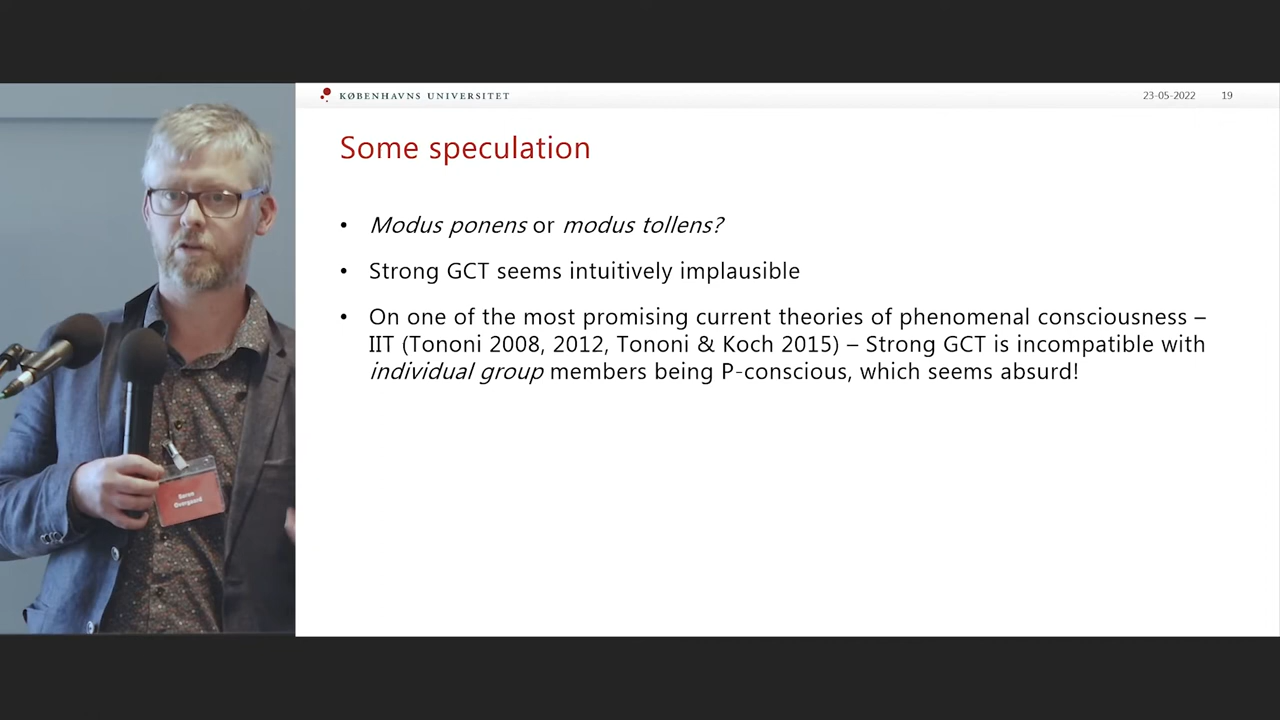 KØBENHAVNS UNIVERSITET
23-05-2022 19
Some speculation
• Modus ponens or modus tollens?
• Strong GCT seems intuitively implausible
• On one of the most promising current theories of phenomenal consciousness –
IIT (Tononi 2008, 2012, Tononi & Koch 2015) – Strong GCT is incompatible with
individual group members being P-conscious, which seems absurd!
Søren
Overgaard